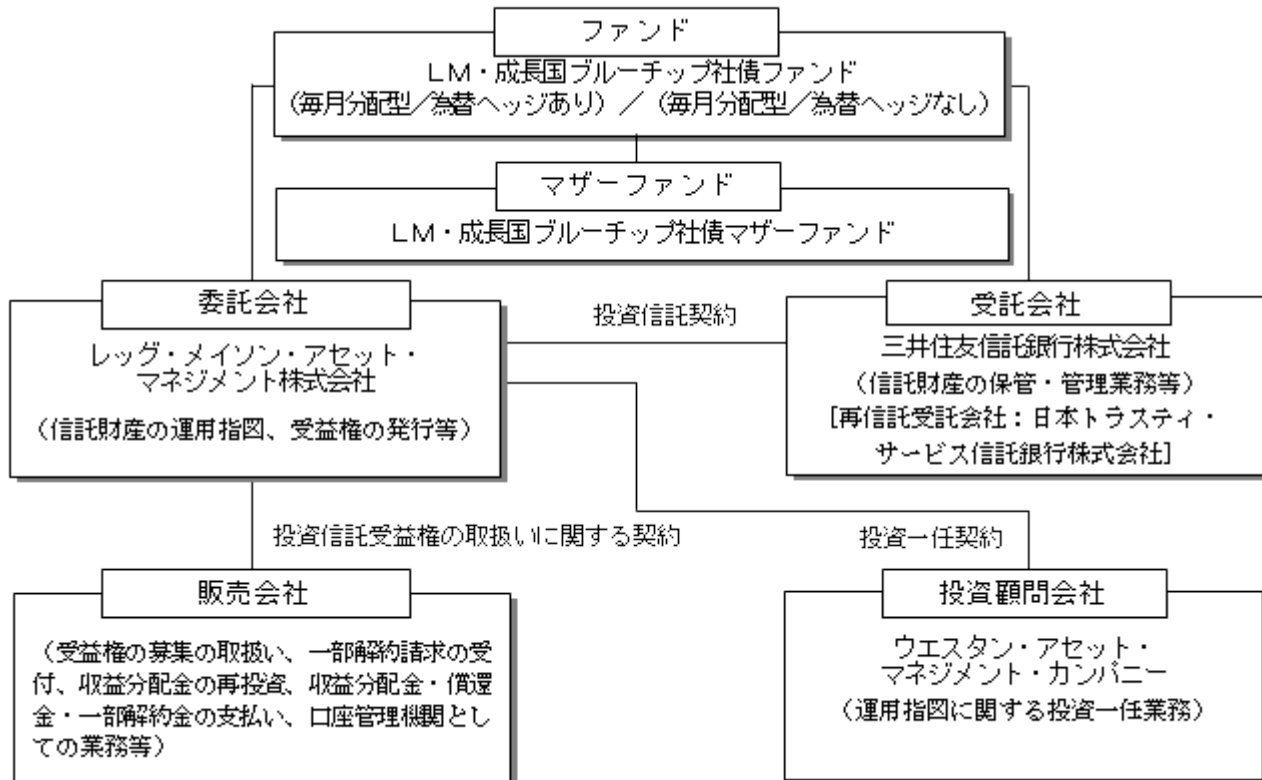 ファンド
LM・成長国ブルーチップ社債ファンド
(毎月分配型/為替ヘッジあり)/(毎月分配型/為替ヘッジなし)
マザーファンド
LM・成長国ブルーチップ社債マザーファンド
委託会社
レッグ・メイソン・アセット・
マネジメント株式会社
(信託財産の運用指図、受益権の発行等)
投資信託契約
受託会社
三井住友信託銀行株式会社
(信託財産の保管・管理業務等)
[再信託受託会社:日本トラスティ・
サービス信託銀行株式会社]
投資信託受益権の取扱いに関する契約
投資一任契約
販売会社
(受益権の募集の取扱い、一部解約請求の受
付、収益分配金の再投資、収益分配金・償還
金・一部解約金の支払い、口座管理機関とし
ての業務等)
投資顧問会社
ウエスタン・アセット・
マネジメント・カンパニー
(運用指図に関する投資一任業務)